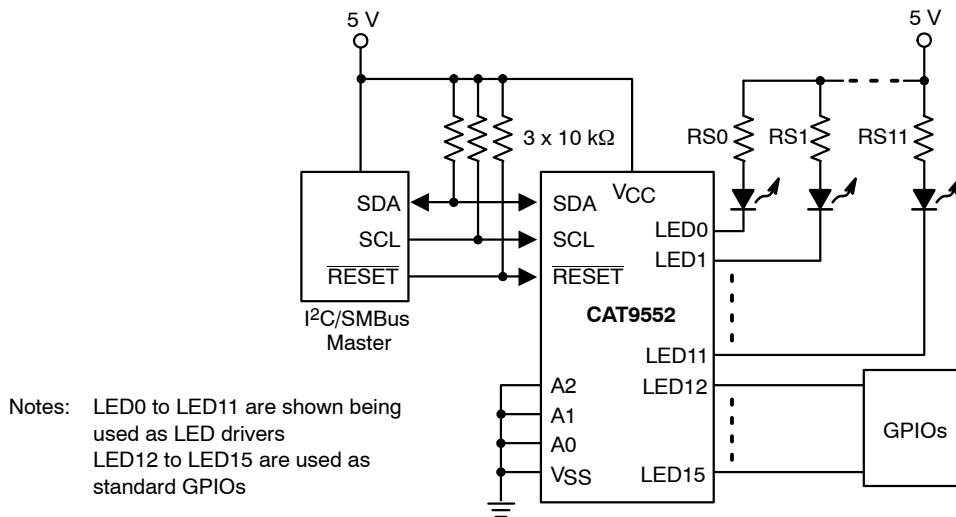 5 V
5 V
RS0
RS1
RS11
3 x 10 kΩ
SDA
SCL
RESET
I2C/SMBus
Master
VCC
SDA
SCL
RESET
CAT9552
LED0
LED1
LED11
LED12
LED15
A2
A1
A0
VSS
GPIOs
Notes: LED0 to LED11 are shown being
used as LED drivers
LED12 to LED15 are used as
standard GPIOs